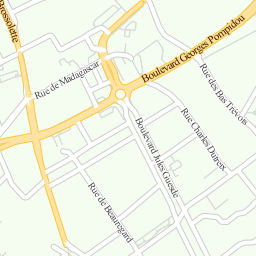 Brossolette
Boulevard Georges Pompidou
Rue de Madagascar
Rue des Bas Trévois
Rue Charles Dutreix
Boulevard Jules Guesde
Rue de Beauregard